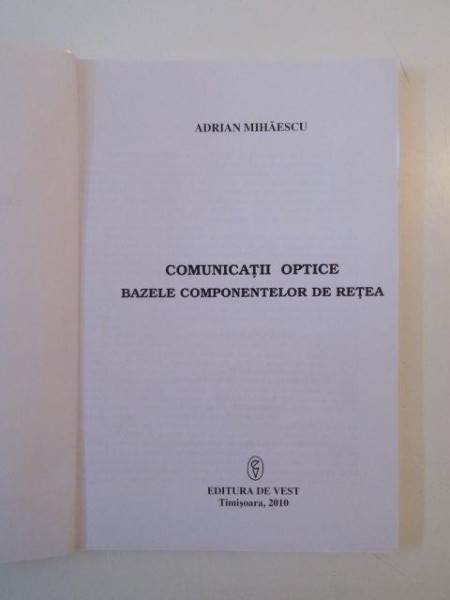 ADRIAN MIHĂESCU
COMUNICAȚII OPTICE
BAZELE COMPONENTELOR DE REȚEA
EDITURA DE VEST
Timișoara, 2010